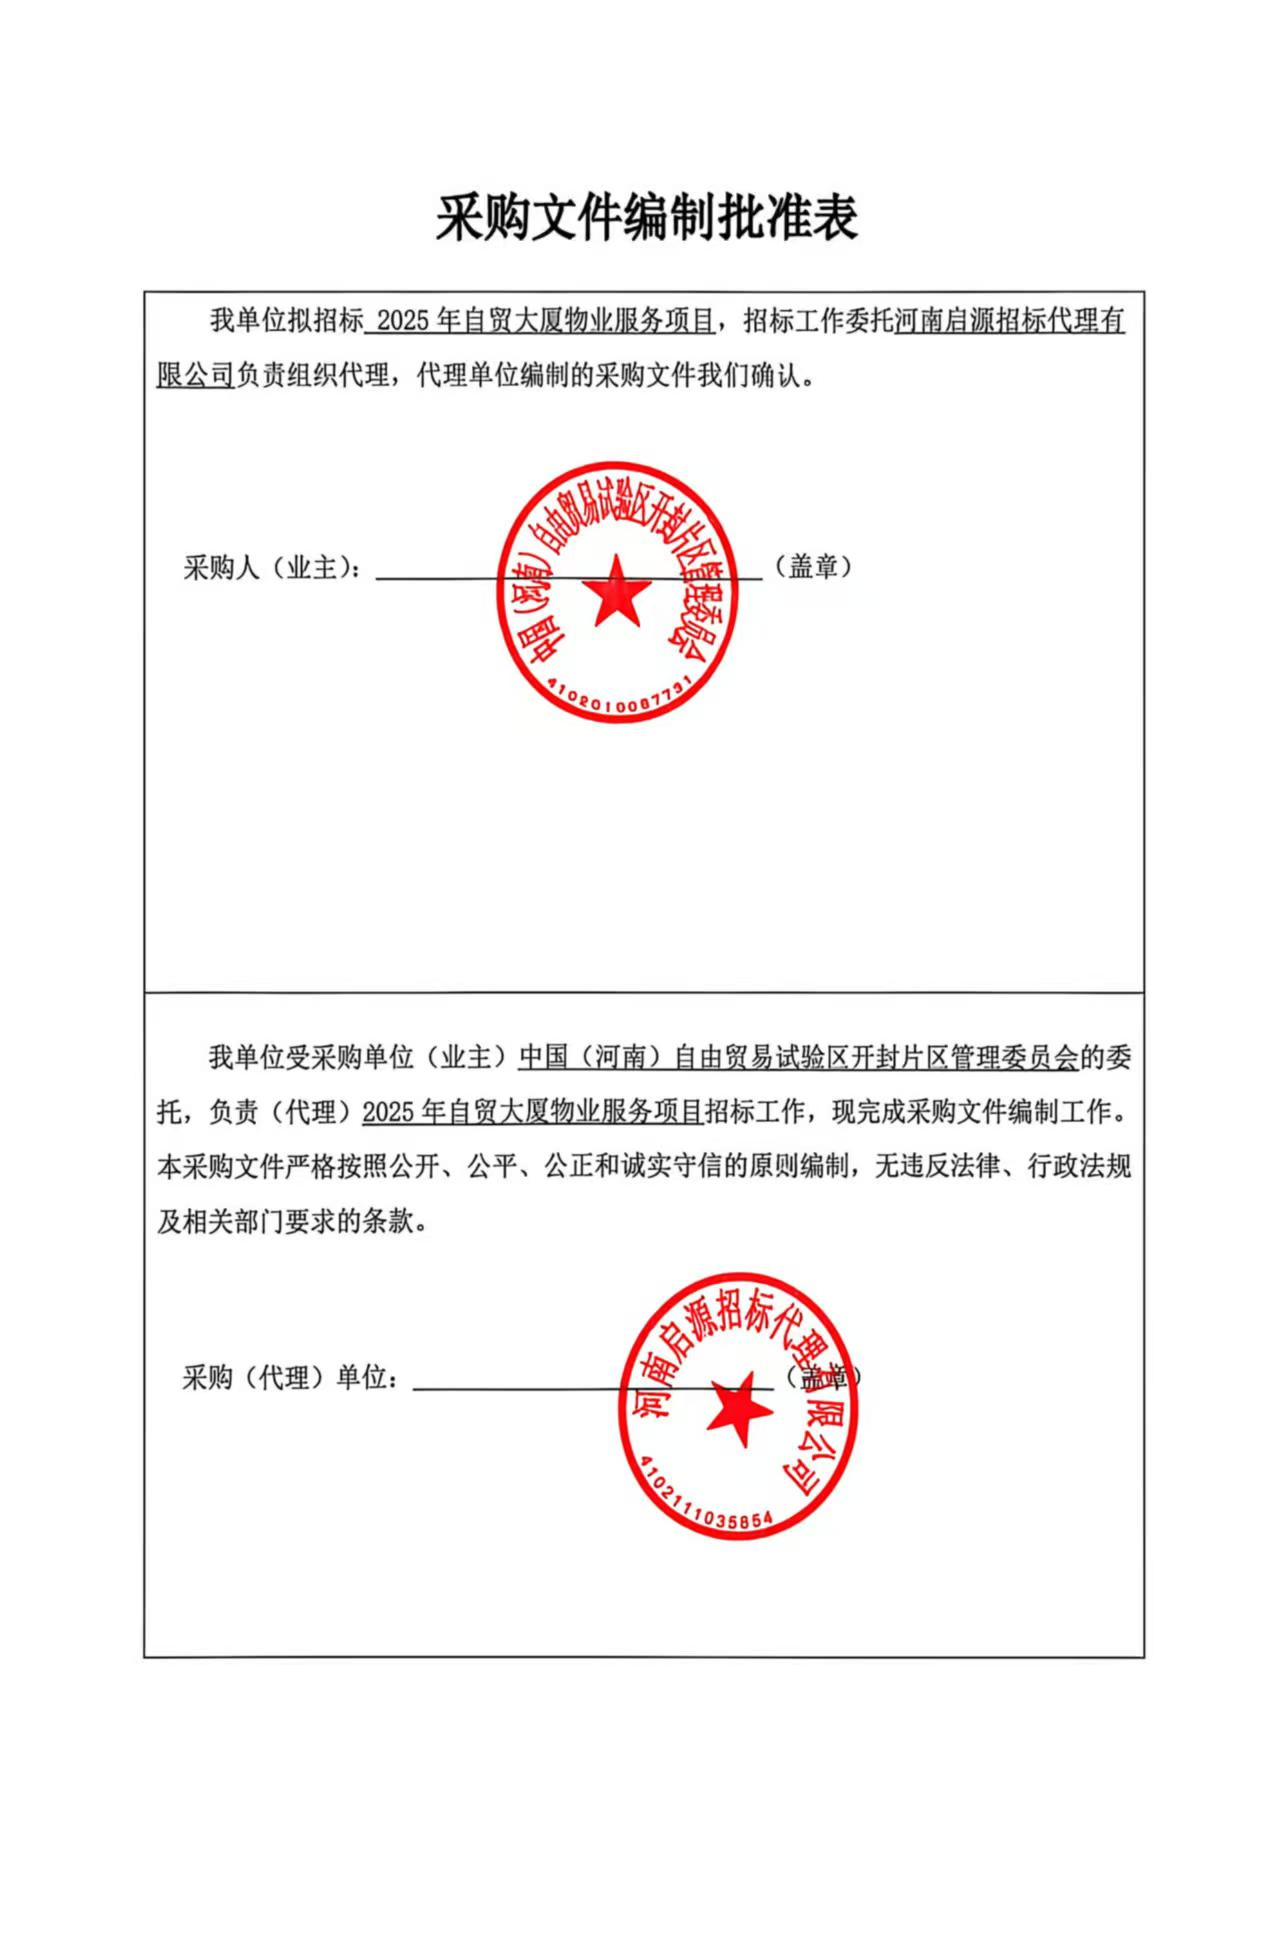 采购文件编制批准表
我单位拟招标 2025年自贸大厦物业服务项目，招标工作委托河南启源招标代理有
限公司负责组织代理，代理单位编制的采购文件我们确认。
中国（河南）自由贸易试验区开封片区管理委员会
采购人（业主）：（盖章）
4102010067731
我单位受采购单位（业主）中国（河南）自由贸易试验区开封片区管理委员会的委
托，负责（代理）2025年自贸大厦物业服务项目招标工作，现完成采购文件编制工作。
本采购文件严格按照公开、公平、公正和诚实守信的原则编制，无违反法律、行政法规
及相关部门要求的条款。
河南启源招标代理有限公司
采购（代理）单位：（盖章）
4102111035854